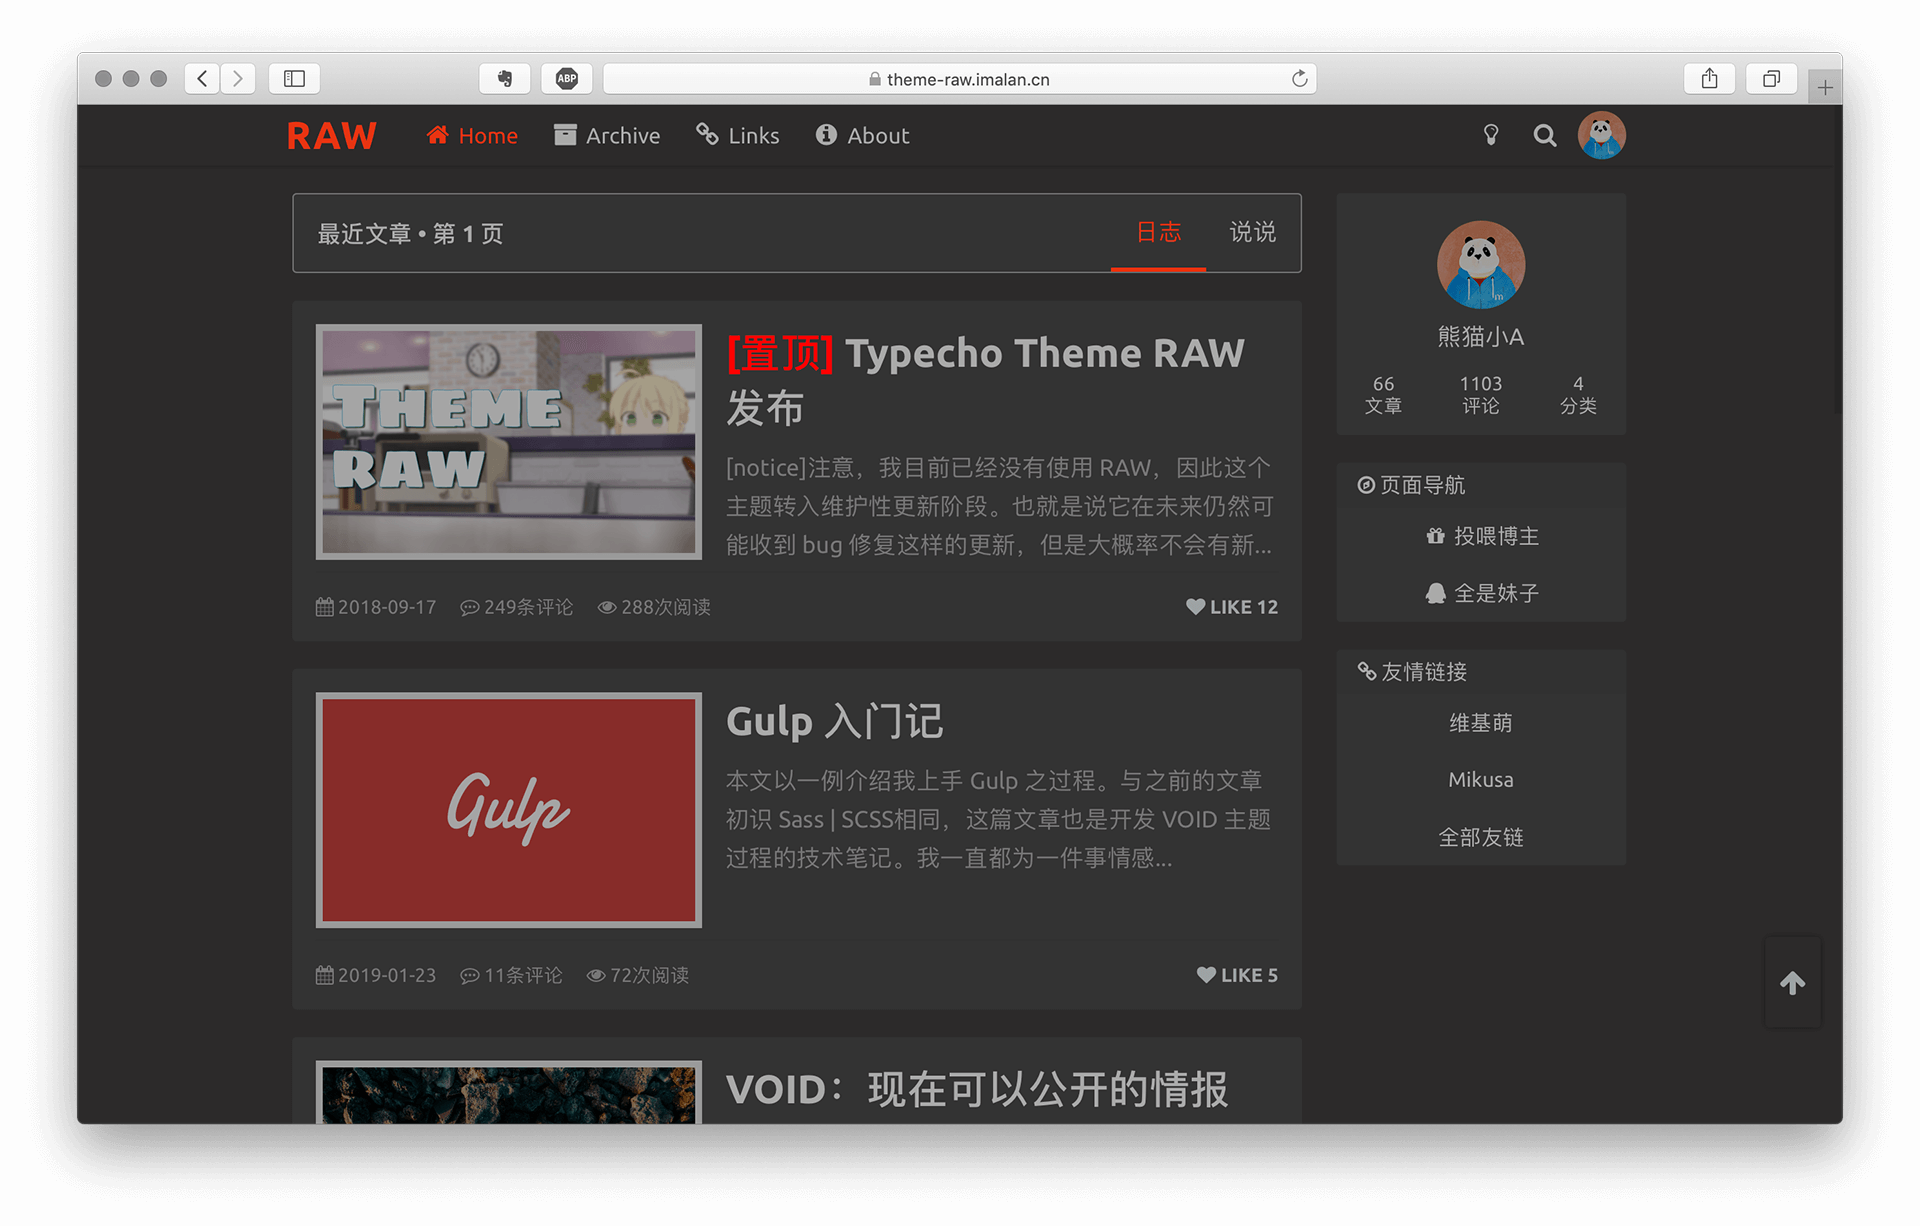 ABP
theme-raw.imalan.cn
RAW
Home
Archive
Links
About
最近文章 • 第 1 页
日志
说说
THEME
RAW
[置顶] Typecho Theme RAW
发布
[notice]注意，我目前已经没有使用 RAW，因此这个
主题转入维护性更新阶段。也就是说它在未来仍然可
能收到 bug 修复这样的更新，但是大概率不会有新...
2018-09-17
249条评论
288次阅读
LIKE 12
Gulp
Gulp 入门记
本文以一例介绍我上手 Gulp 之过程。与之前的文章
初识 Sass | SCSS相同，这篇文章也是开发 VOID 主题
过程的技术笔记。我一直都为一件事情感...
2019-01-23
11条评论
72次阅读
LIKE 5
VOID：现在可以公开的情报
m
熊猫小A
66
文章
1103
评论
4
分类
页面导航
投喂博主
全是妹子
友情链接
维基萌
Mikusa
全部友链